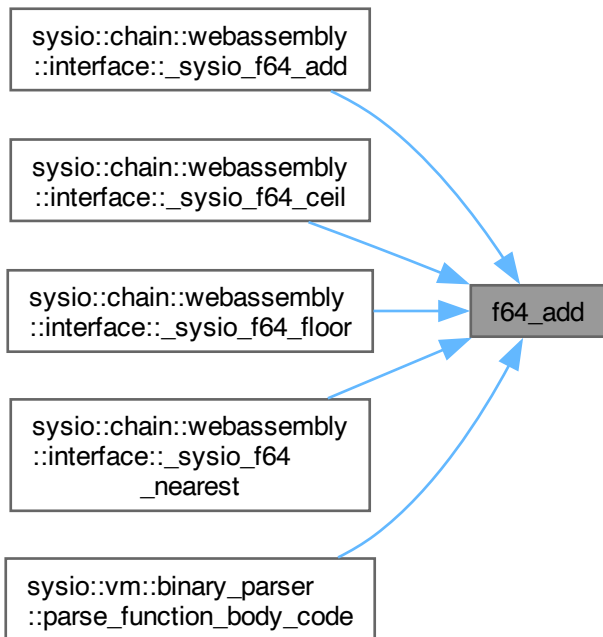 sysio::chain::webassembly
::interface::_sysio_f64_add
sysio::chain::webassembly
::interface::_sysio_f64_ceil
sysio::chain::webassembly
::interface::_sysio_f64_floor
f64_add
sysio::chain::webassembly
::interface::_sysio_f64
_nearest
sysio::vm::binary_parser
::parse_function_body_code